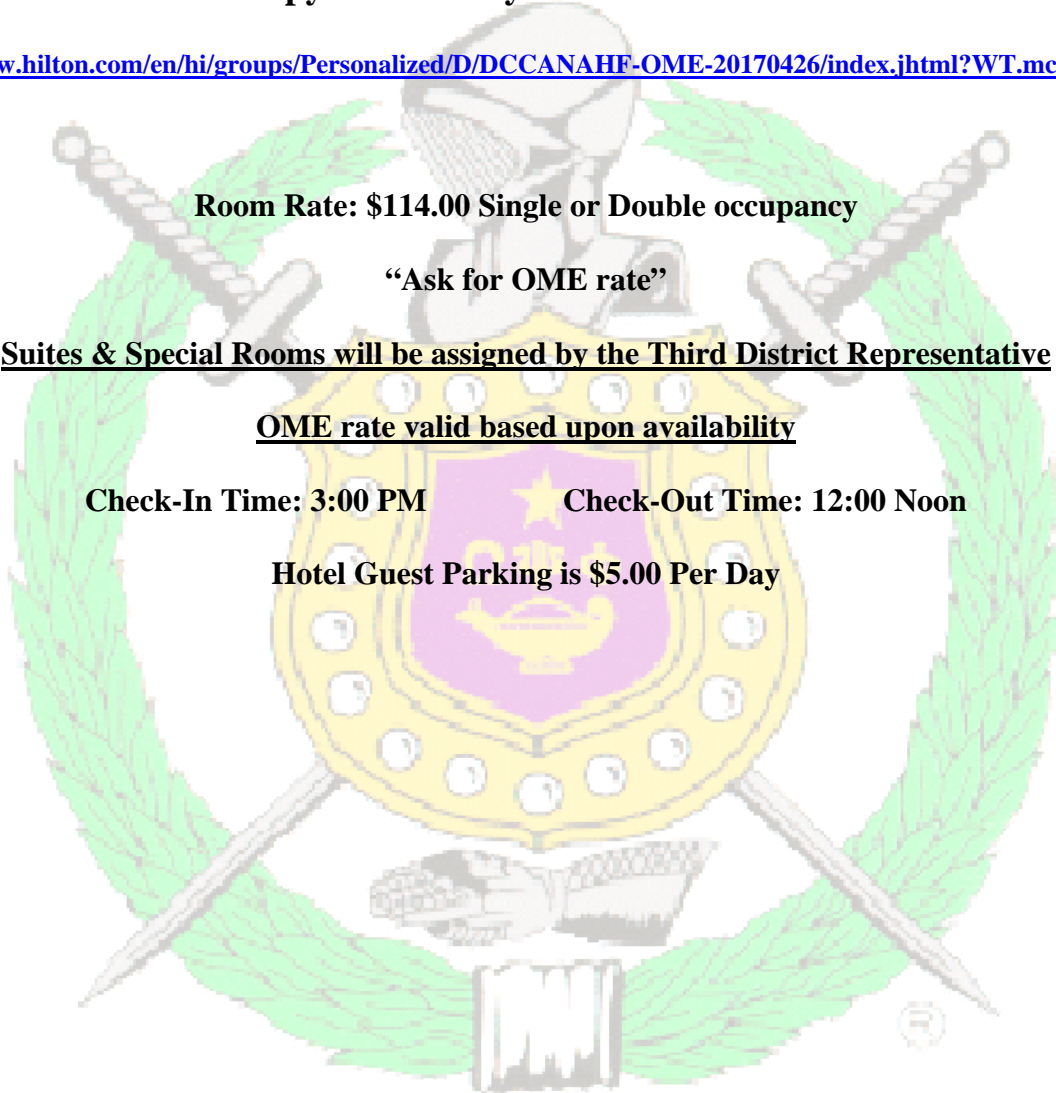 w.hilton.com/en/hi/groups/Personalized/D/DCCANAHF-OME-20170426/index.jhtml?WT.mc
Room Rate: $114.00 Single or Double occupancy
“Ask for OME rate”
Suites & Special Rooms will be assigned by the Third District Representative
OME rate valid based upon availability
Check-In Time: 3:00 PM Check-Out Time: 12:00 Noon
Hotel Guest Parking is $5.00 Per Day
®